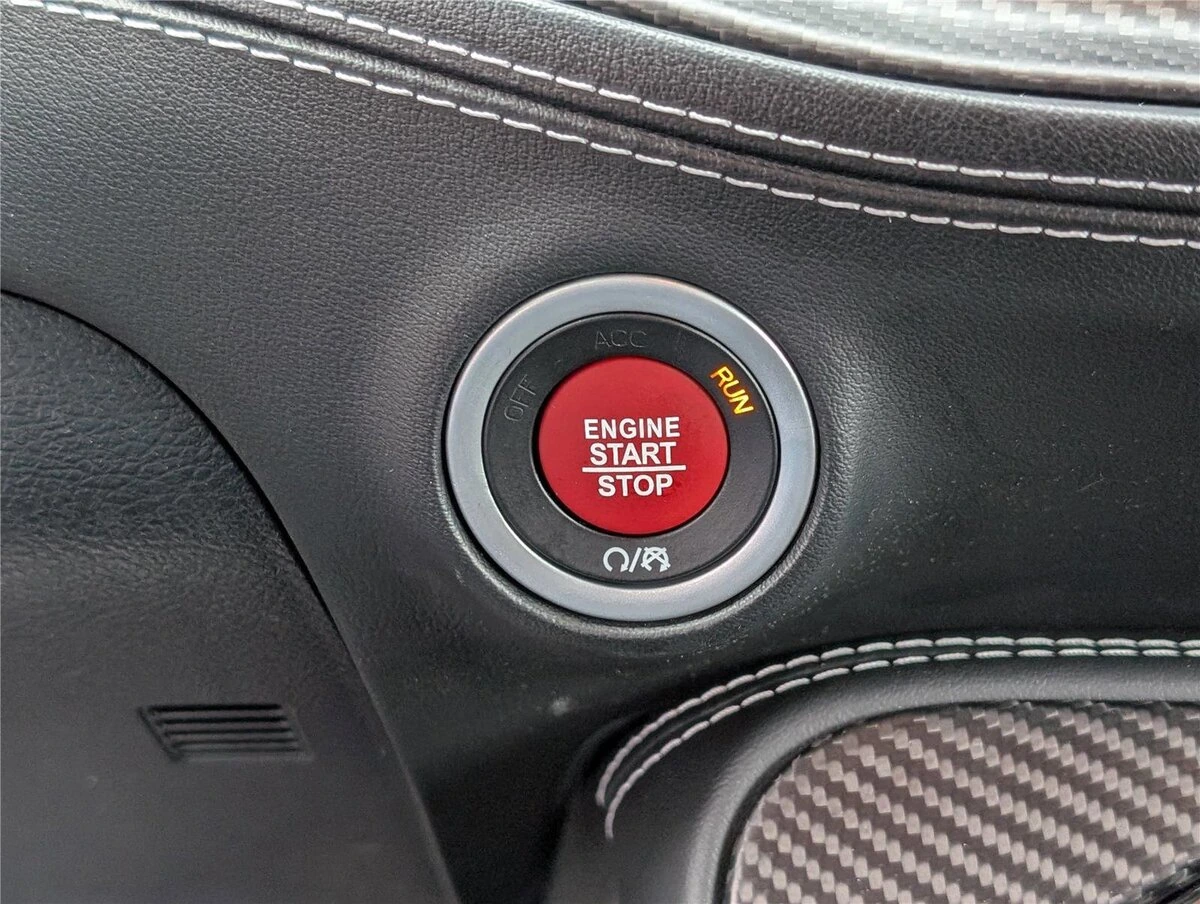 ACC
OFF
RUN
ENGINE
START
STOP